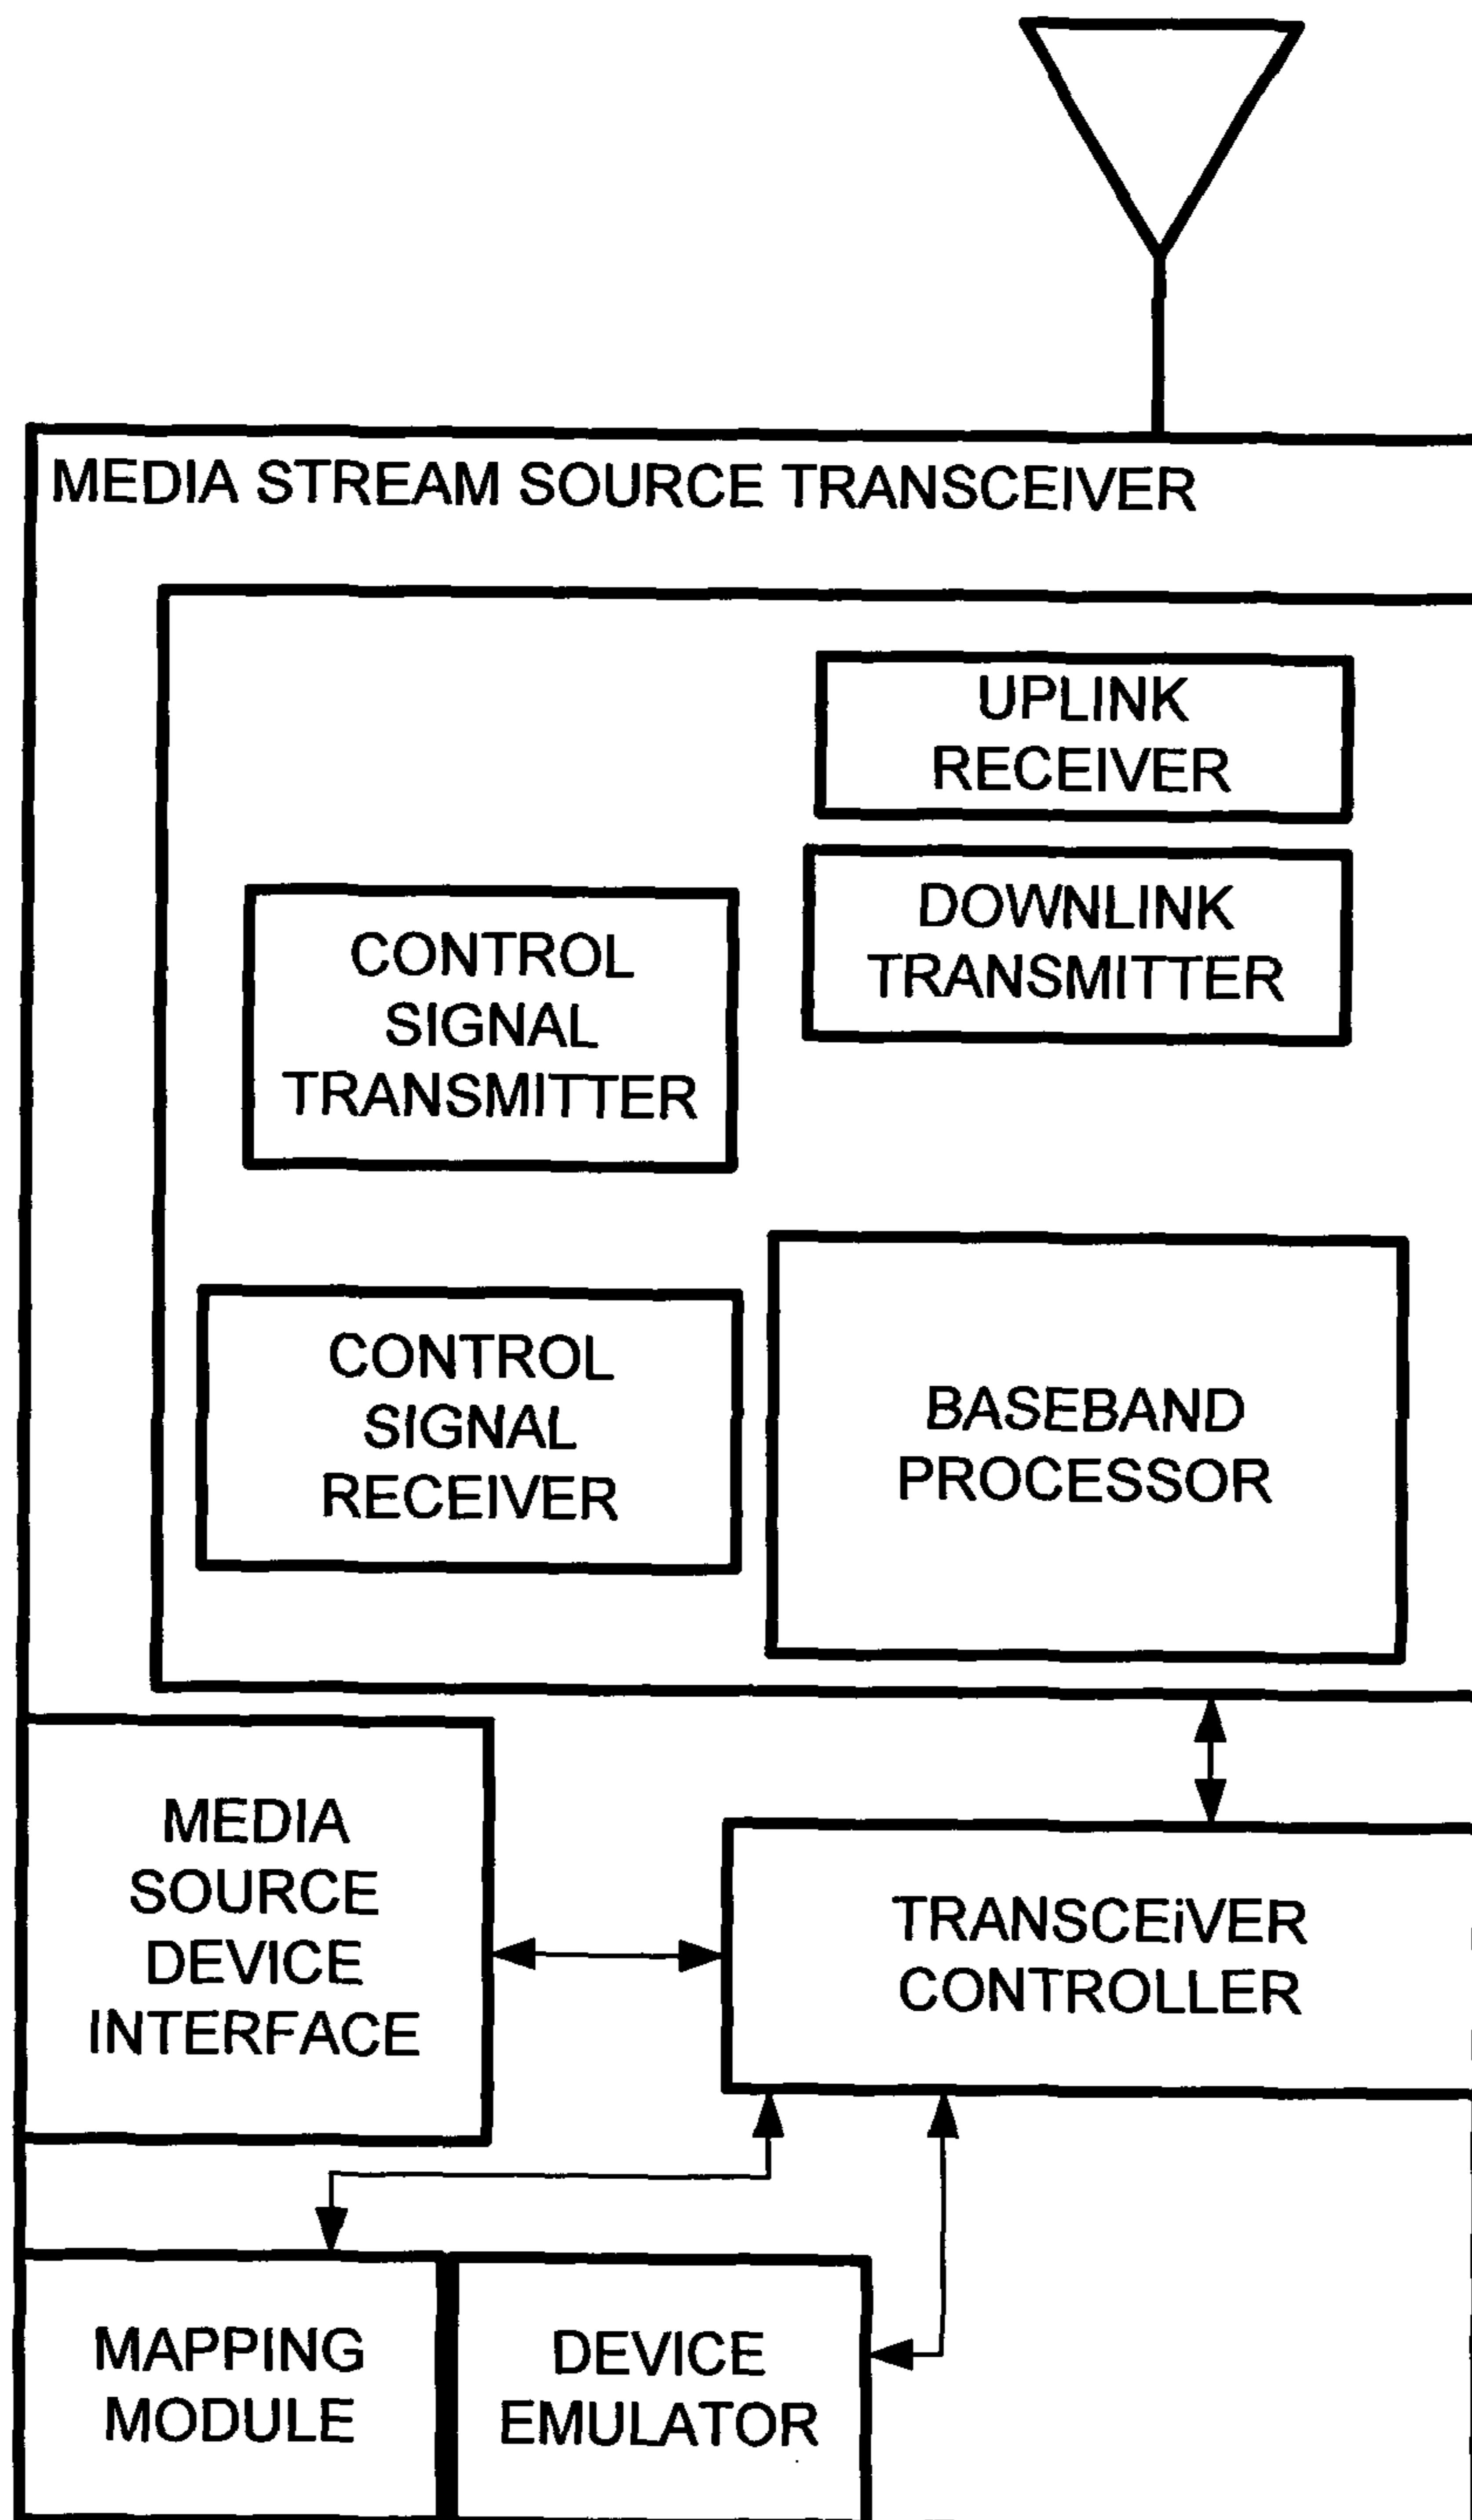 MEDIA STREAM SOURCE TRANSCEIVER
UPLINK
RECEIVER
DOWNLINK
TRANSMITTER
CONTROL
SIGNAL
TRANSMITTER
CONTROL
SIGNAL
RECEIVER
BASEBAND
PROCESSOR
MEDIA
SOURCE
DEVICE
INTERFACE
TRANSCEiVER
CONTROLLER
MAPPING
MODULE
DEVICE
EMULATOR